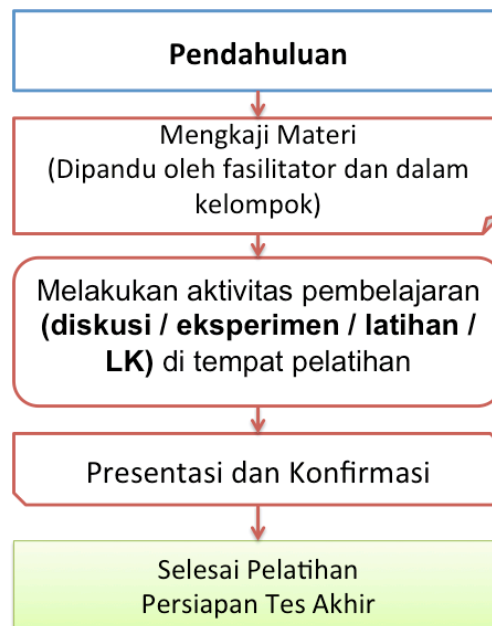 Pendahuluan
Mengkaji Materi
(Dipandu oleh fasilitator dan dalam
kelompok)
Melakukan aktivitas pembelajaran
(diskusi / eksperimen / latihan /
LK) di tempat pelatihan
Presentasi dan Konfirmasi
Selesai Pelatihan
Persiapan Tes Akhir